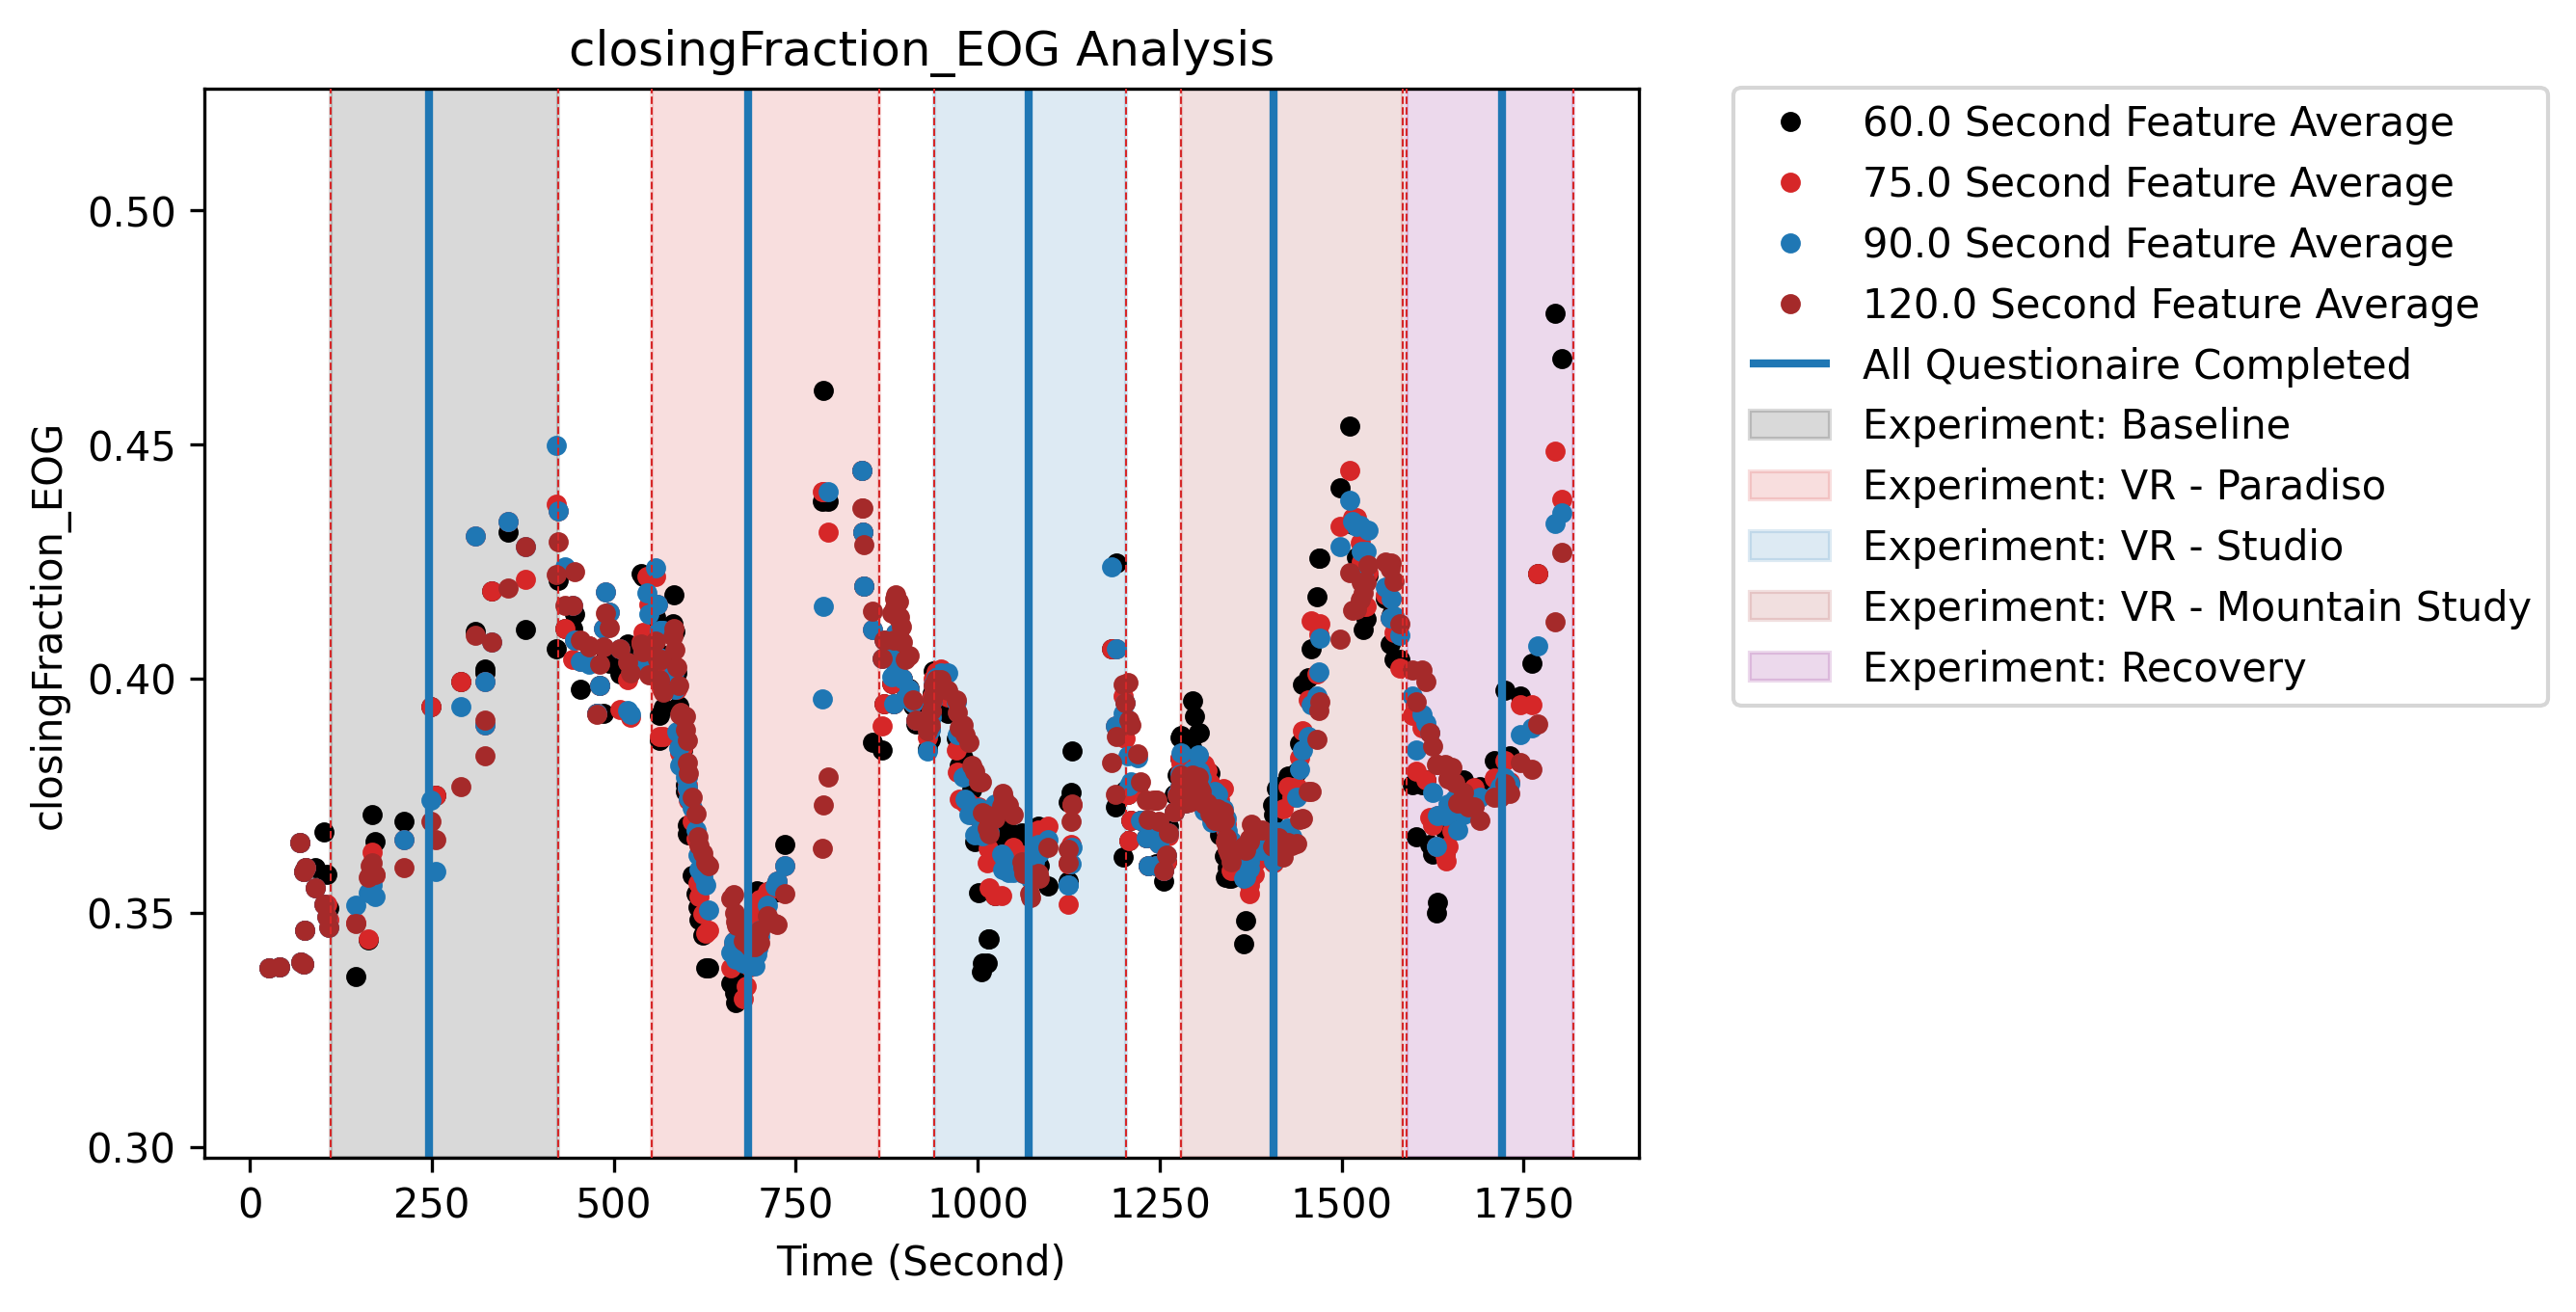 closingFraction_EOG Analysis
closingFraction_EOG
0.50
0.45
0.40
0.35
0.30
0
250
500
750
1000
1250
1500
1750
Time (Second)
60.0 Second Feature Average
75.0 Second Feature Average
90.0 Second Feature Average
120.0 Second Feature Average
All Questionaire Completed
Experiment: Baseline
Experiment: VR - Paradiso
Experiment: VR - Studio
Experiment: VR - Mountain Study
Experiment: Recovery